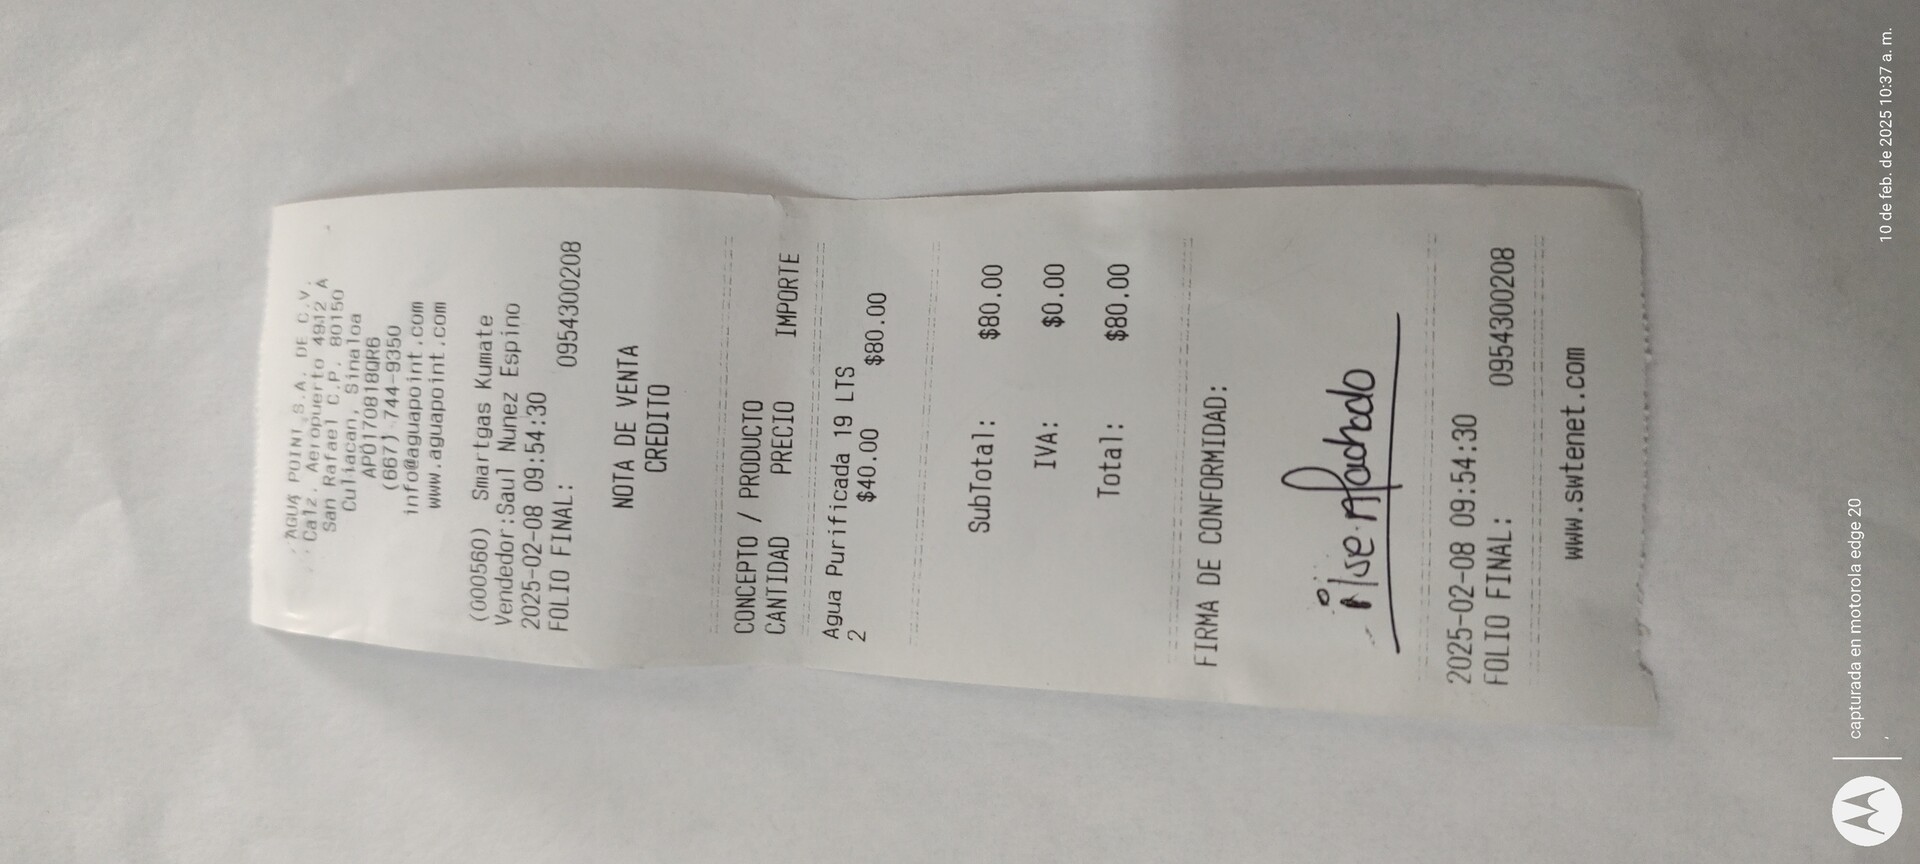 AGUA POINT S.A. DE C.V.
Calz. Aeropuerto 4912 A
San Rafael C.P. 80150
Culiacan, Sinaloa
APO170818QR6
(667) 744-9350
info@aguapoint.com
www.aguapoint.com
(000560) Smartgas Kumate
Vendedor:Saul Nunez Espino
2025-02-08 09:54:30
FOLIO FINAL: 0954300208
NOTA DE VENTA
CREDITO
CONCEPTO / PRODUCTO
CANTIDAD PRECIO IMPORTE
Agua Purificada 19 LTS
2 $40.00 $80.00
SubTotal: $80.00
IVA: $0.00
Total: $80.00
FIRMA DE CONFORMIDAD:
Ilse Machado
2025-02-08 09:54:30
FOLIO FINAL: 0954300208
www.swtenet.com
capturada en motorola edge 20
10 de feb. de 2025 10:37 a. m.